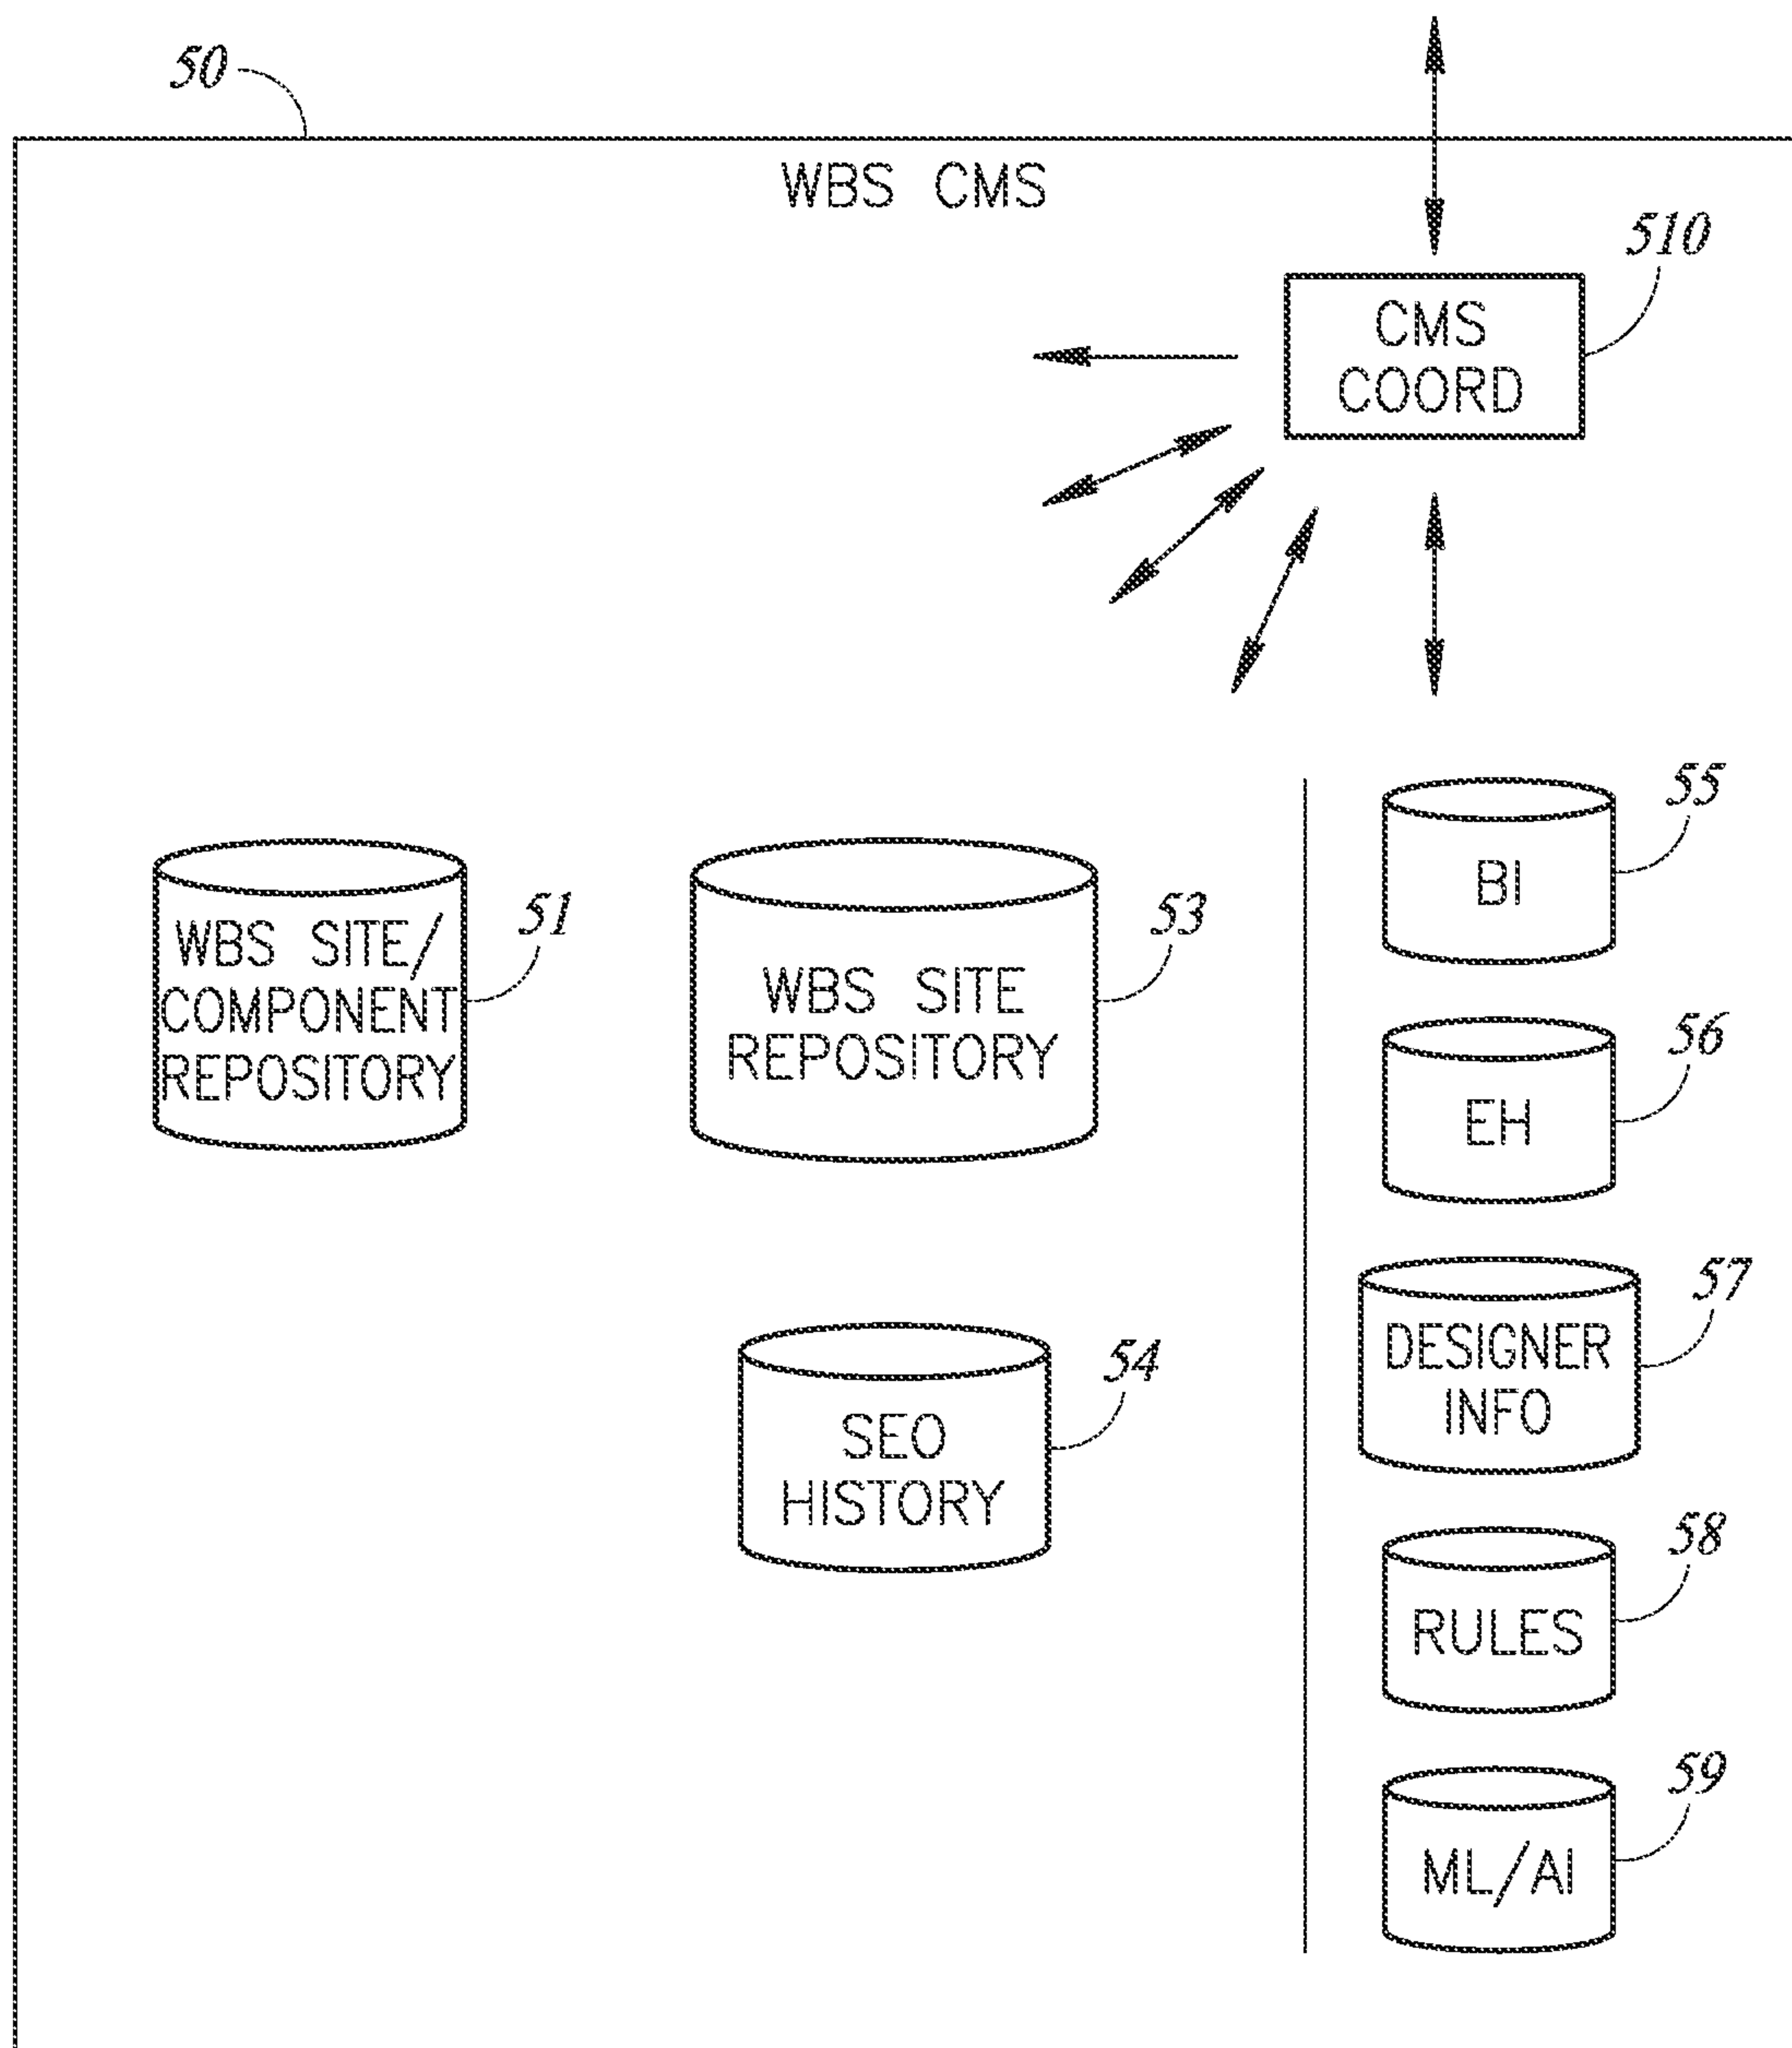 50
WBS CMS
510
CMS
COORD
55
BI
51
WBS SITE/
COMPONENT
REPOSITORY
53
WBS SITE
REPOSITORY
56
EH
57
DESIGNER
INFO
54
SEO
HISTORY
58
RULES
59
ML/AI